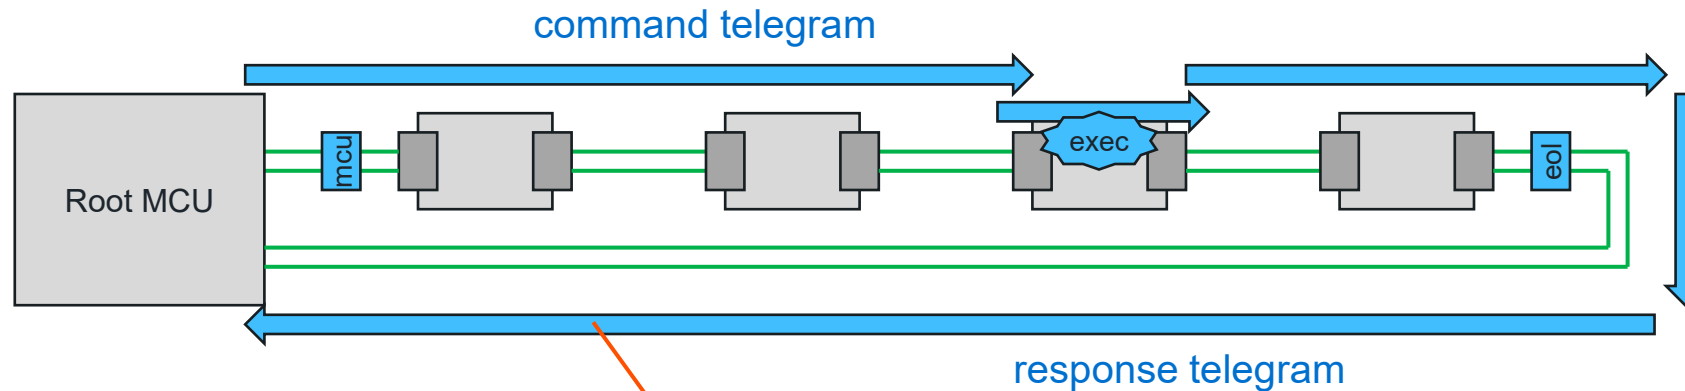 command telegram
Root MCU
mcu
exec
eol
response telegram